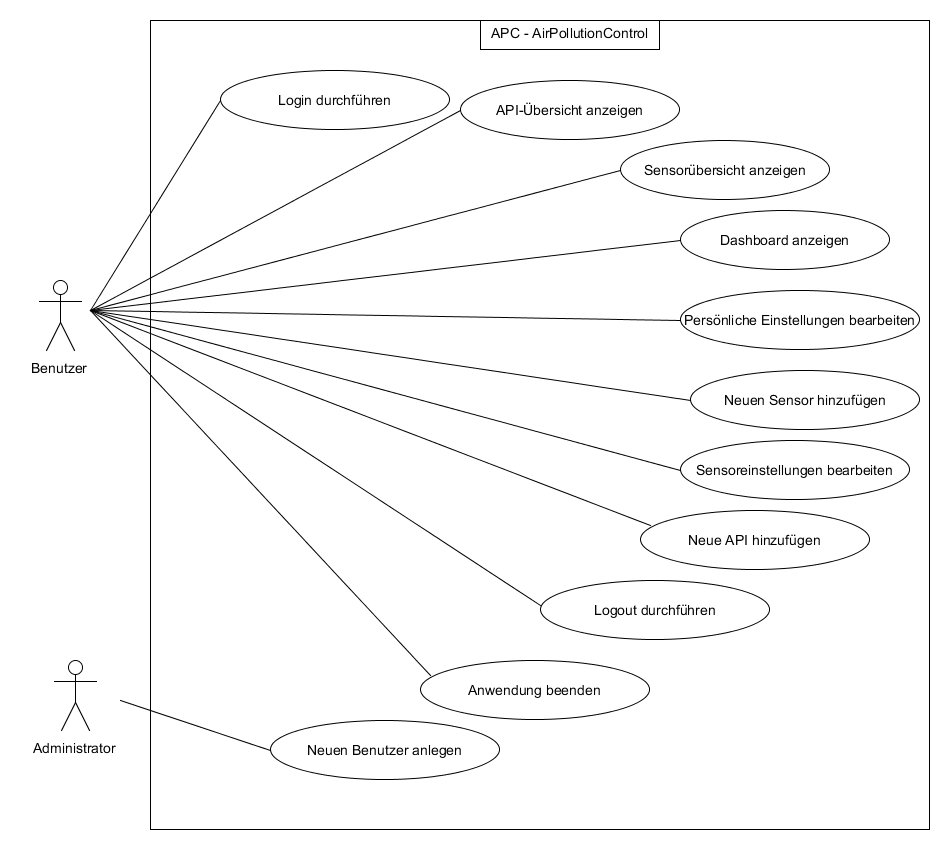 APC - AirPollutionControl
Login durchführen
API-Übersicht anzeigen
Sensorübersicht anzeigen
Dashboard anzeigen
Persönliche Einstellungen bearbeiten
Benutzer
Neuen Sensor hinzufügen
Sensoreinstellungen bearbeiten
Neue API hinzufügen
Logout durchführen
Anwendung beenden
Administrator
Neuen Benutzer anlegen